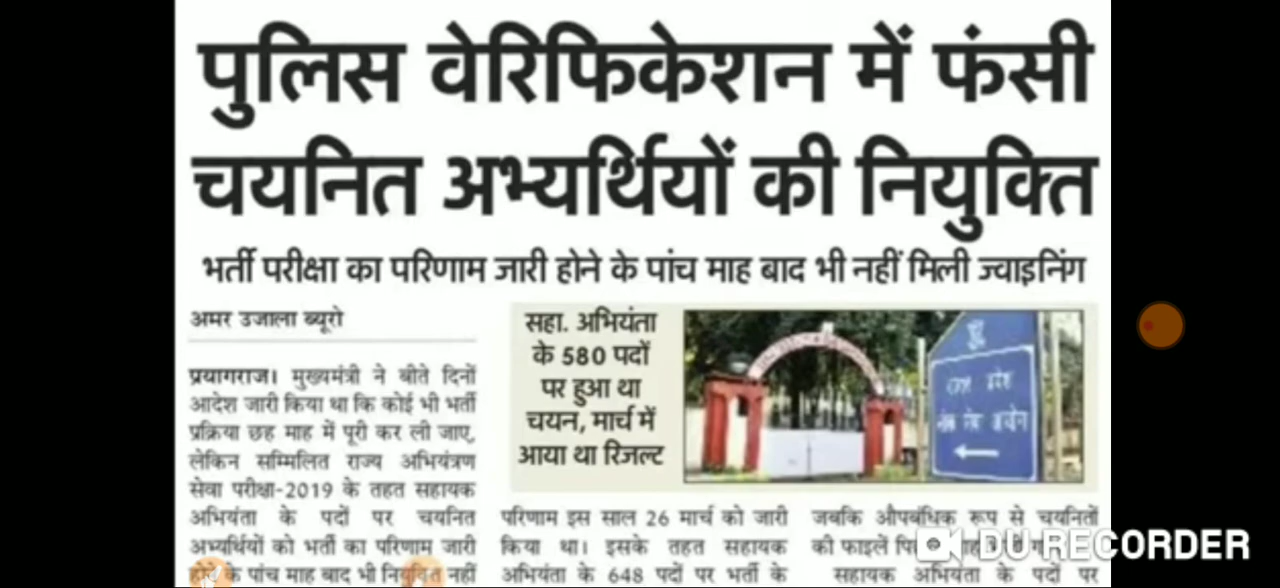 पुलिस वेरिफिकेशन में फंसी
चयनित अभ्यर्थियों की नियुक्ति
भर्ती परीक्षा का परिणाम जारी होने के पांच माह बाद भी नहीं मिली ज्वाइनिंग
अमर उजाला ब्यूरो
प्रयागराज। मुख्यमंत्री ने बीते दिनों
आदेश जारी किया था कि कोई भी भर्ती
प्रक्रिया छह माह में पूरी कर ली जाए,
लेकिन सम्मिलित राज्य अभियंत्रण
सेवा परीक्षा-2019 के तहत सहायक
अभियंता के पदों पर चयनित
अभ्यर्थियों को भर्ती का परिणाम जारी
होने के पांच माह बाद भी नियुक्ति नहीं
सहा. अभियंता
के 580 पदों
पर हुआ था
चयन, मार्च में
आया था रिजल्ट
परिणाम इस साल 26 मार्च को जारी
किया था। इसके तहत सहायक
अभियंता के 648 पदों पर भर्ती के
जबकि औपबंधिक रूप से चयनितों
की फाइलें
सहायक अभियंता के पदों पर
DU RECORDER